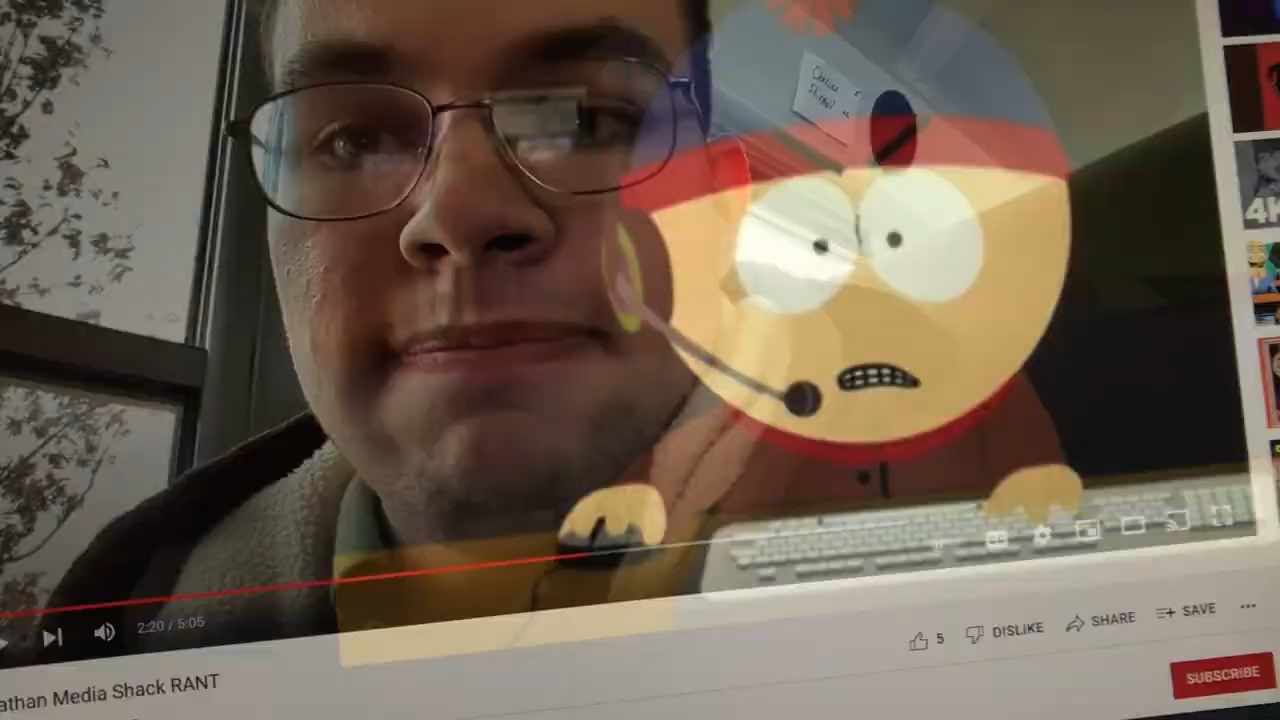 4K
2:20 / 5:05
5 DISLIKE SHARE SAVE ...
athan Media Shack RANT
SUBSCRIBE